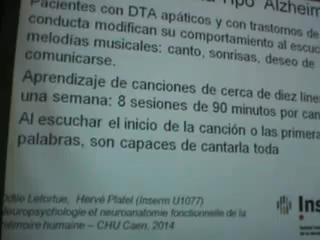 Tipo Alzheim
Pacientes con DTA apáticos y con trastornos de
conducta modifican su comportamiento al escuc
melodías musicales: canto, sonrisas, deseo de
comunicarse.
Aprendizaje de canciones de cerca de diez líne
una semana: 8 sesiones de 90 minutos por can
Al escuchar el inicio de la canción o las primera
palabras, son capaces de cantarla toda
Odile Letortue, Hervé Platel (Inserm U1077)
Neuropsychologie et neuroanatomie fonctionnelle de la
mémoire humaine – CHU Caen, 2014
Ins